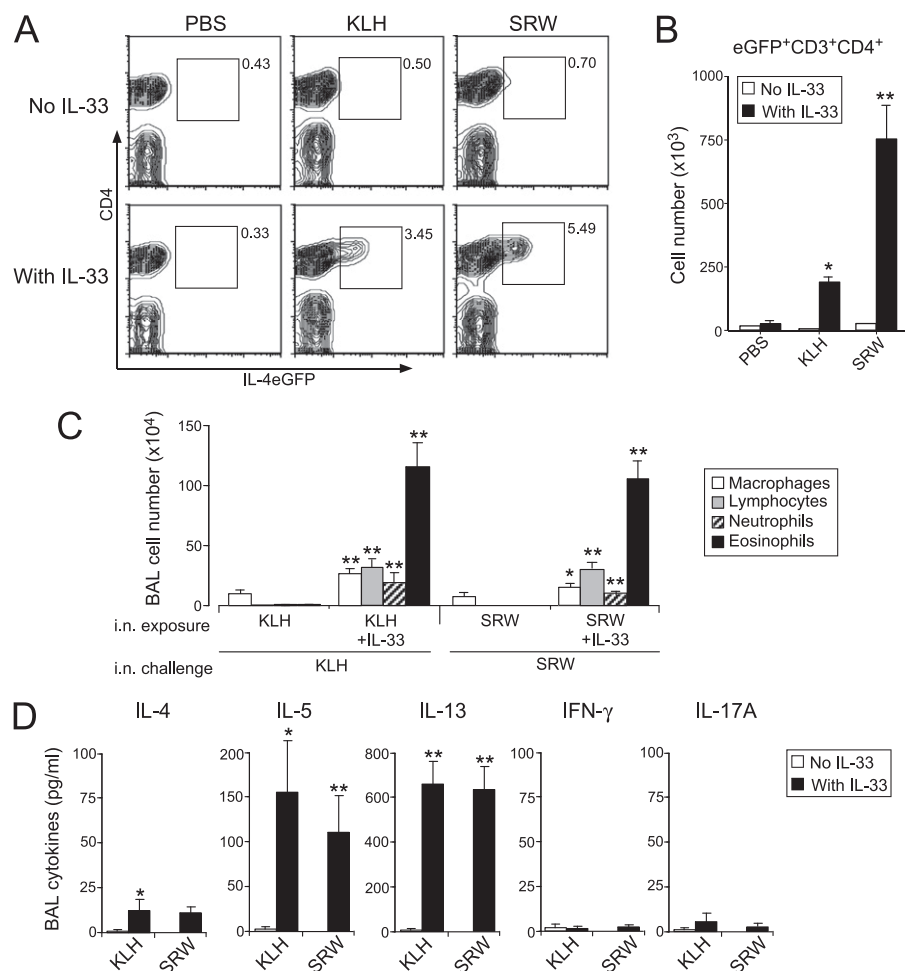 A
PBS KLH SRW
No IL-33
0.43 0.50 0.70
With IL-33
0.33 3.45 5.49
CD4
IL-4eGFP
B
eGFP+CD3+CD4+
No IL-33
With IL-33
Cell number (x10³)
1000
750
500
250
0
*
**
PBS KLH SRW
C
BAL cell number (x10⁴)
150
100
50
0
** ** ** **
* ** ** **
Macrophages
Lymphocytes
Neutrophils
Eosinophils
i.n. exposure KLH KLH +IL-33 SRW SRW +IL-33
i.n. challenge KLH SRW
D
BAL cytokines (pg/ml)
IL-4 IL-5 IL-13 IFN-γ IL-17A
No IL-33
With IL-33
100 75 50 25 0
*
KLH SRW
200 150 100 50 0
* **
KLH SRW
800 600 400 200 0
** **
KLH SRW
100 75 50 25 0
KLH SRW
100 75 50 25 0
KLH SRW